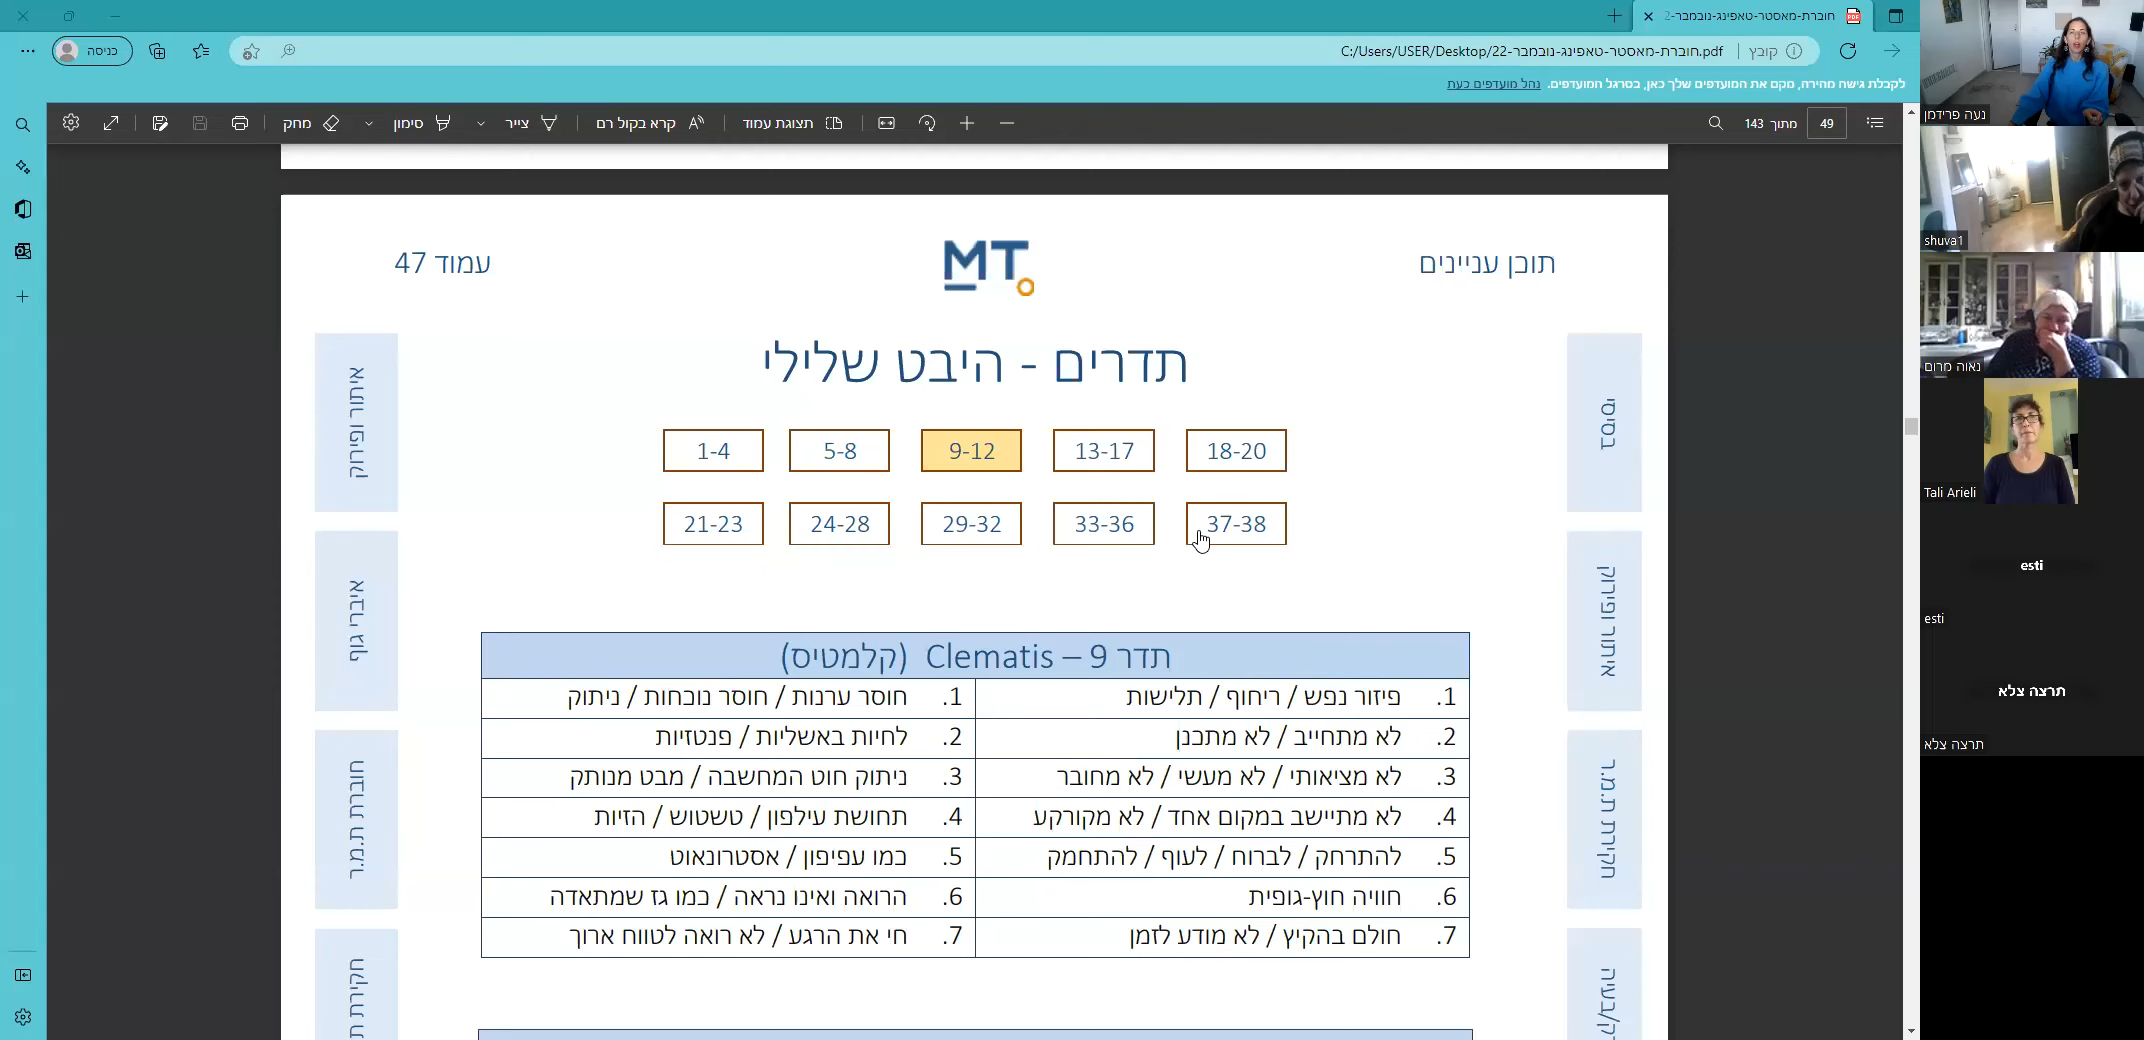 חוברת-מאסטר-טאפינג-נובמבר-2
כניסה
C:/Users/USER/Desktop/חוברת-מאסטר-טאפינג-נובמבר-22.pdf
קובץ
לקבלת גישה מהירה, מקם את המועדפים שלך כאן, בסרגל המועדפים. נהל מועדפים כעת
49 מתוך 143
תצוגת עמוד
קרא בקול רם
צייר
סימון
מחק
תוכן עניינים
MT
עמוד 47
תדרים - היבט שלילי
1-4 5-8 9-12 13-17 18-20
21-23 24-28 29-32 33-36 37-38
תדר 9 – Clematis (קלמטיס)
1. פיזור נפש / ריחוף / תלישות
1. חוסר ערנות / חוסר נוכחות / ניתוק
2. לא מתחייב / לא מתכנן
2. לחיות באשליות / פנטזיות
3. לא מציאותי / לא מעשי / לא מחובר
3. ניתוק חוט המחשבה / מבט מנותק
4. לא מתיישב במקום אחד / לא מקורקע
4. תחושת עילפון / טשטוש / הזיות
5. להתרחק / לברוח / לעוף / להתחמק
5. כמו עפיפון / אסטרונאוט
6. חוויה חוץ-גופית
6. הרואה ואינו נראה / כמו גז שמתאדה
7. חולם בהקיץ / לא מודע לזמן
7. חי את הרגע / לא רואה לטווח ארוך
בסיסי
איתור ופירוק
חקירת ת.מ.ר
ק/בעיה
איתור ופירוק
איברי גוף
חוברת ת.מ.ר
חקירת ת
נעה פרידמן
shuva1
נאוה מרום
Tali Arieli
esti
esti
תרצה צלא
תרצה צלא